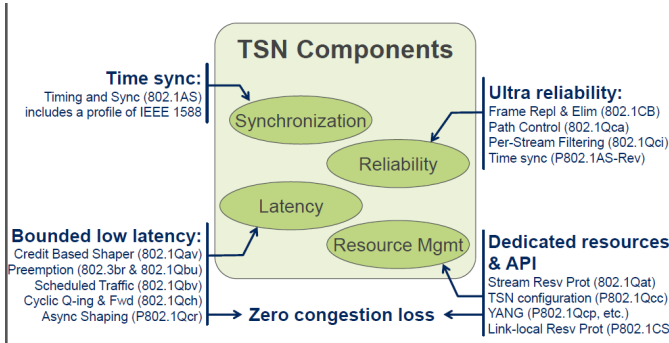 TSN Components
Time sync:
Timing and Sync (802.1AS)
includes a profile of IEEE 1588
Synchronization
Ultra reliability:
Frame Repl & Elim (802.1CB)
Path Control (802.1Qca)
Per-Stream Filtering (802.1Qci)
Time sync (P802.1AS-Rev)
Reliability
Latency
Bounded low latency:
Credit Based Shaper (802.1Qav)
Preemption (802.3br & 802.1Qbu)
Scheduled Traffic (802.1Qbv)
Cyclic Q-ing & Fwd (802.1Qch)
Async Shaping (P802.1Qcr)
Resource Mgmt
Dedicated resources
& API
Stream Resv Prot (802.1Qat)
TSN configuration (P802.1Qcc)
YANG (P802.1Qcp, etc.)
Link-local Resv Prot (P802.1CS
Zero congestion loss